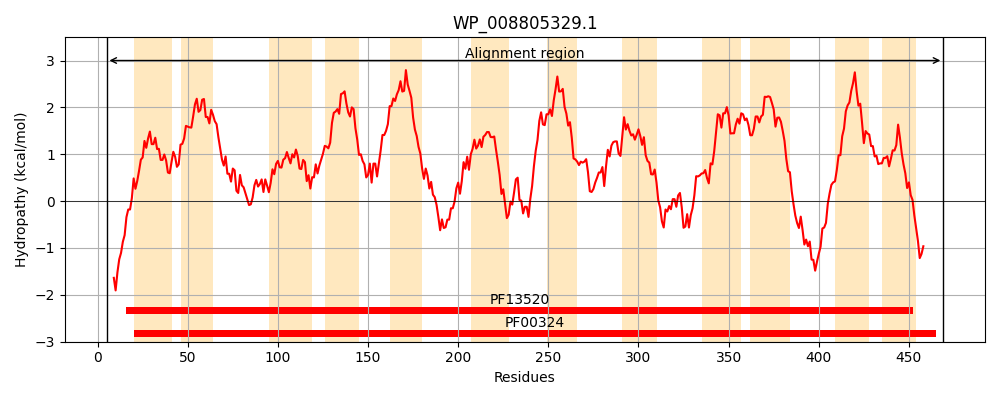 WP_008805329.1
Alignment region
3
2
1
0
−1
−2
−3
Hydropathy (kcal/mol)
PF13520
PF00324
0 50 100 150 200 250 300 350 400 450
Residues